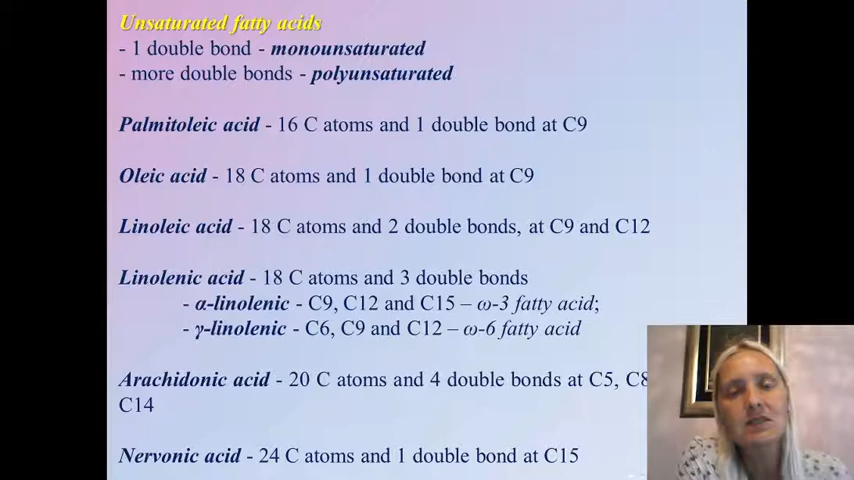 Unsaturated fatty acids
- 1 double bond - monounsaturated
- more double bonds - polyunsaturated
Palmitoleic acid - 16 C atoms and 1 double bond at C9
Oleic acid - 18 C atoms and 1 double bond at C9
Linoleic acid - 18 C atoms and 2 double bonds, at C9 and C12
Linolenic acid - 18 C atoms and 3 double bonds
- α-linolenic - C9, C12 and C15 – ω-3 fatty acid;
- γ-linolenic - C6, C9 and C12 – ω-6 fatty acid
Arachidonic acid - 20 C atoms and 4 double bonds at C5, C8
C14
Nervonic acid - 24 C atoms and 1 double bond at C15